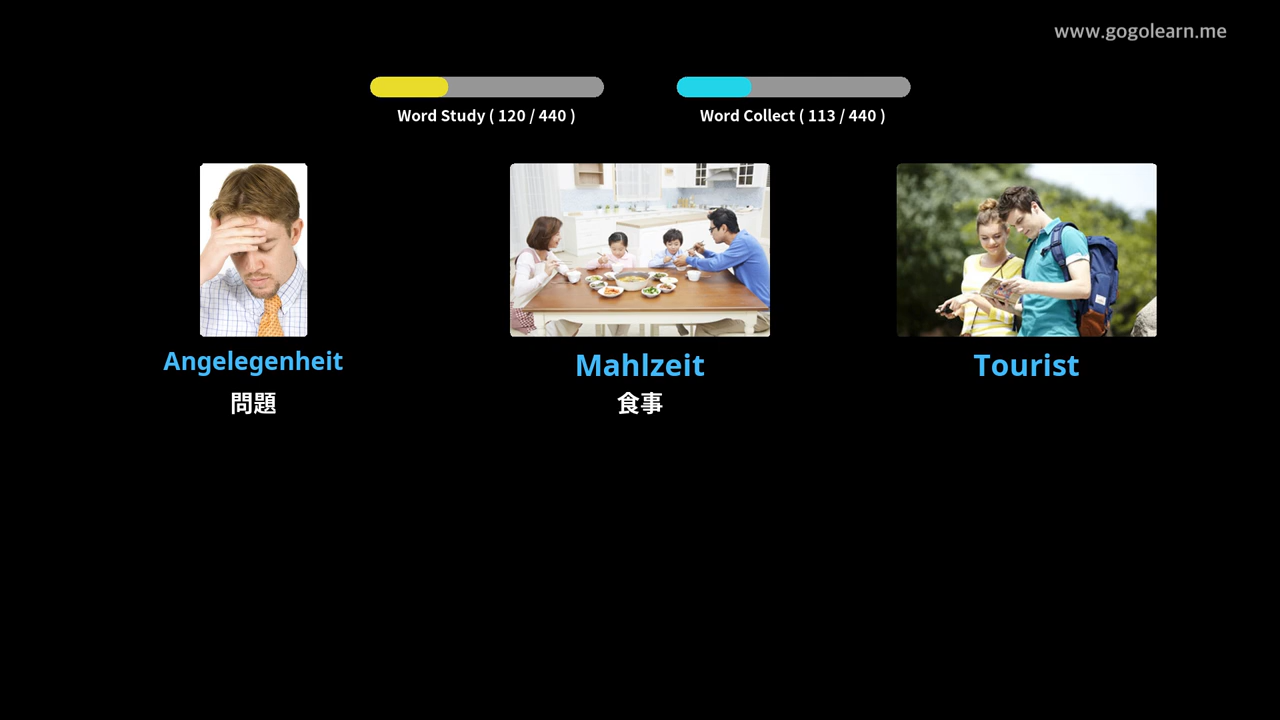 www.gogolearn.me
Word Study ( 120 / 440 )
Word Collect ( 113 / 440 )
Angelegenheit
問題
Mahlzeit
食事
Tourist